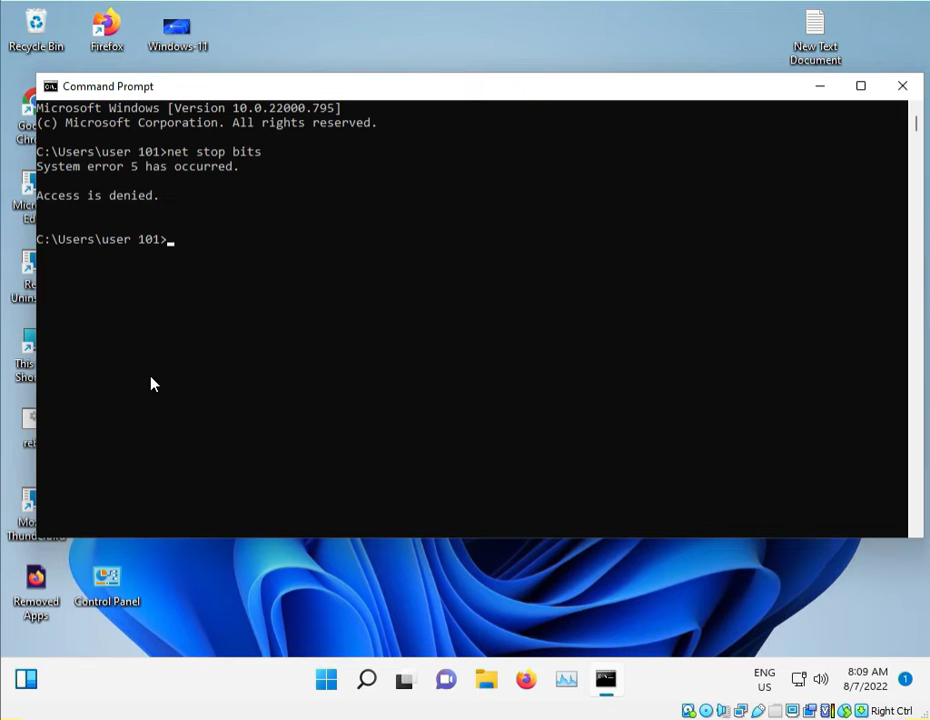 Recycle Bin
Firefox
Windows-11
New Text
Document
Command Prompt
Microsoft Windows [Version 10.0.22000.795]
(c) Microsoft Corporation. All rights reserved.
C:\Users\user 101>net stop bits
System error 5 has occurred.
Access is denied.
C:\Users\user 101>
Removed
Apps
Control Panel
ENG
US
8:09 AM
8/7/2022
1
Right Ctrl